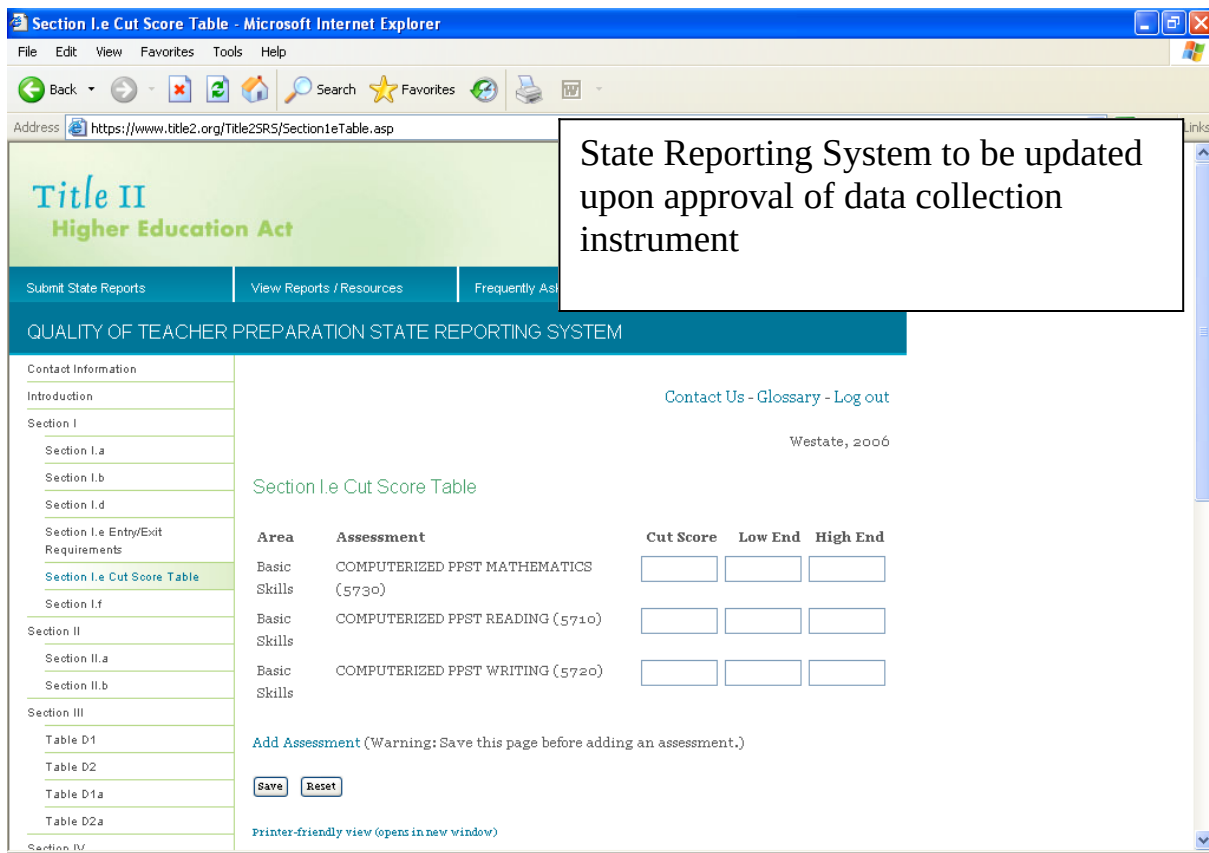 Section I.e Cut Score Table - Microsoft Internet Explorer
File Edit View Favorites Tools Help
Back Search Favorites
Address https://www.title2.org/Title2SRS/Section1eTable.asp Links
State Reporting System to be updated
upon approval of data collection
instrument
Title II
Higher Education Act
Submit State Reports View Reports / Resources Frequently
QUALITY OF TEACHER PREPARATION STATE REPORTING SYSTEM
Contact Information
Introduction
Section I
Section I.a
Section I.b
Section I.d
Section I.e Entry/Exit
Requirements
Section I.e Cut Score Table
Section I.f
Section II
Section II.a
Section II.b
Section III
Table D1
Table D2
Table D1a
Table D2a
Section IV
Contact Us - Glossary - Log out
Westate, 2006
Section I.e Cut Score Table
Area Assessment Cut Score Low End High End
Basic COMPUTERIZED PPST MATHEMATICS
Skills (5730)
Basic COMPUTERIZED PPST READING (5710)
Skills
Basic COMPUTERIZED PPST WRITING (5720)
Skills
Add Assessment (Warning: Save this page before adding an assessment.)
Save Reset
Printer-friendly view (opens in new window)